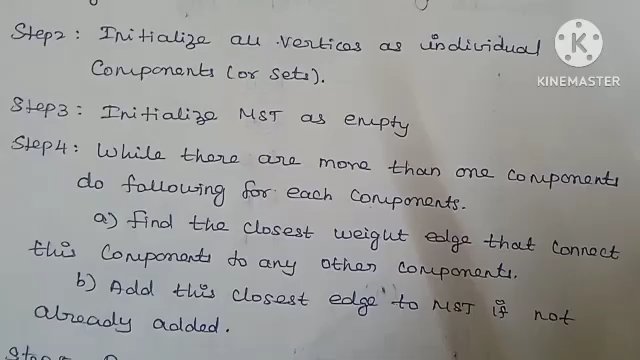 Step2: Initialize all vertices as individual
Components (or sets).
Step3: Initialize MST as empty
Step4: While there are more than one components
do following for each components.
a) find the closest weight edge that connect
this components to any other components.
b) Add this closest edge to MST if not
already added.
K
KINEMASTER